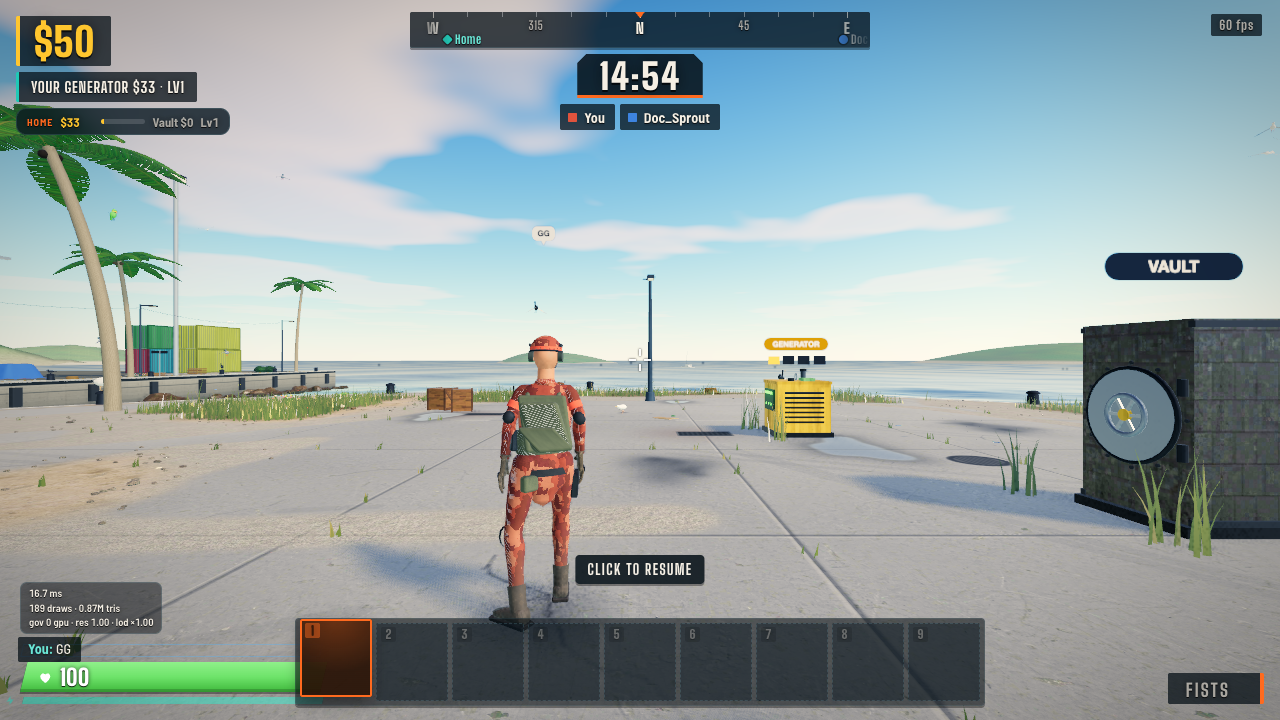 $50
YOUR GENERATOR $33 · LV1
HOME $33 Vault $0 Lv1
W 315 N 45 E
Home Doc
14:54
You Doc_Sprout
60 fps
GG
VAULT
GENERATOR
CLICK TO RESUME
16.7 ms
189 draws · 0.87M tris
gov 0 gpu · res 1.00 · lod ×1.00
You: GG
100
1 2 3 4 5 6 7 8 9
FISTS